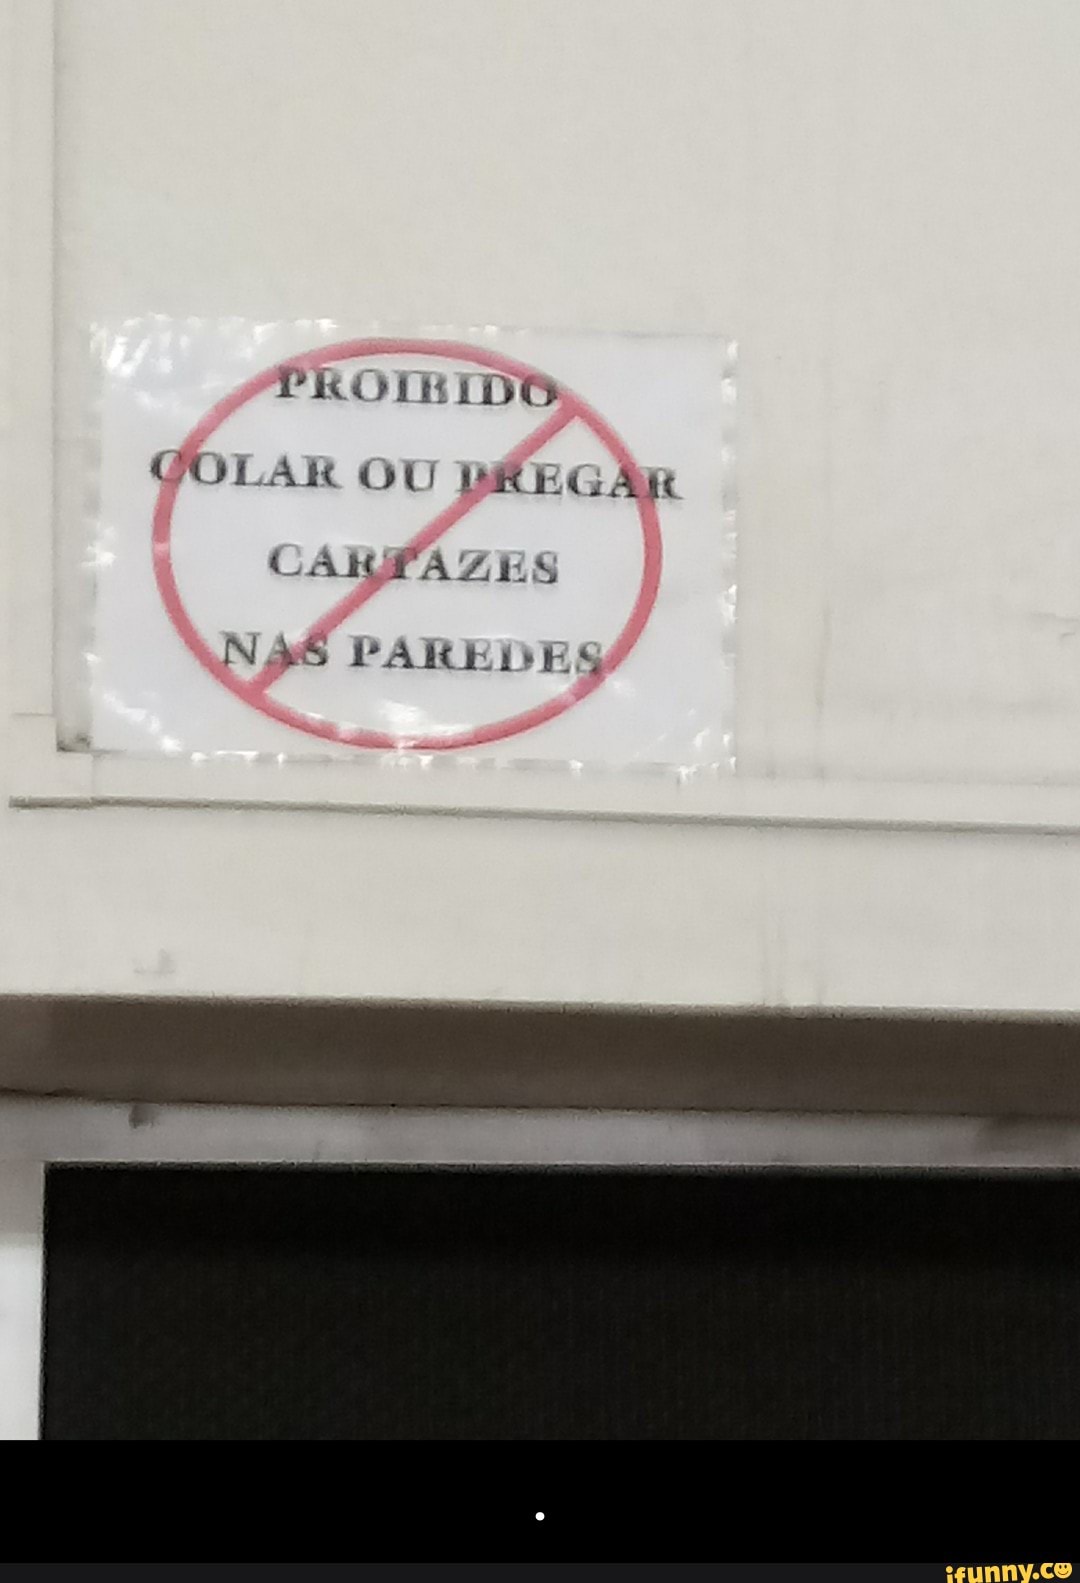 PROIBIDO
COLAR OU PREGAR
CARTAZES
NAS PAREDES
ifunny.co